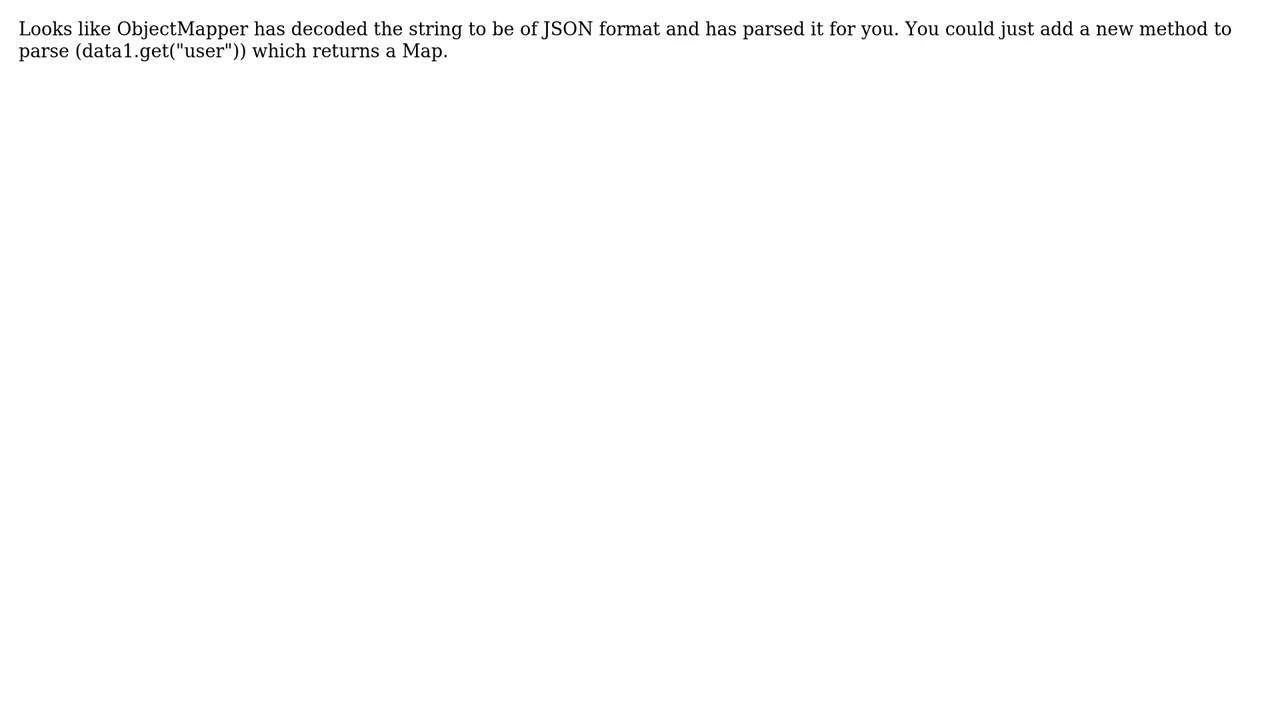 Looks like ObjectMapper has decoded the string to be of JSON format and has parsed it for you. You could just add a new method to
parse (data1.get("user")) which returns a Map.